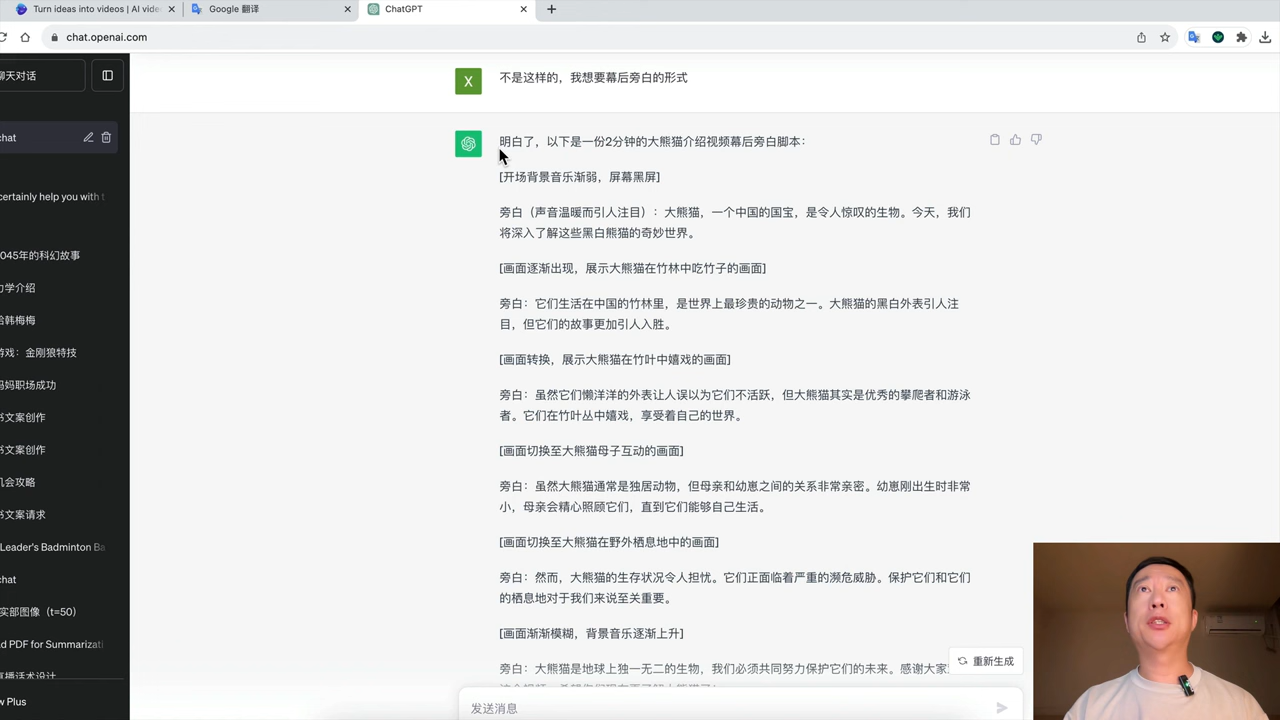 Turn ideas into videos | AI vide
Google 翻译
ChatGPT
chat.openai.com
聊天对话
X
不是这样的，我想要幕后旁白的形式
chat
明白了，以下是一份2分钟的大熊猫介绍视频幕后旁白脚本：
[开场背景音乐渐弱，屏幕黑屏]
certainly help you with t
旁白（声音温暖而引人注目）：大熊猫，一个中国的国宝，是令人惊叹的生物。今天，我们
将深入了解这些黑白熊猫的奇妙世界。
045年的科幻故事
[画面逐渐出现，展示大熊猫在竹林中吃竹子的画面]
力学介绍
旁白：它们生活在中国的竹林里，是世界上最珍贵的动物之一。大熊猫的黑白外表引人注
目，但它们的故事更加引人入胜。
韩梅梅
游戏：金刚狼特技
[画面转换，展示大熊猫在竹叶中嬉戏的画面]
妈妈职场成功
旁白：虽然它们懒洋洋的外表让人误以为它们不活跃，但大熊猫其实是优秀的攀爬者和游泳
者。它们在竹叶丛中嬉戏，享受着自己的世界。
书文案创作
书文案创作
[画面切换至大熊猫母子互动的画面]
机会攻略
旁白：虽然大熊猫通常是独居动物，但母亲和幼崽之间的关系非常亲密。幼崽刚出生时非常
小，母亲会精心照顾它们，直到它们能够自己生活。
书文案请求
[画面切换至大熊猫在野外栖息地中的画面]
Leader's Badminton Ba
chat
旁白：然而，大熊猫的生存状况令人担忧。它们正面临着严重的濒危威胁。保护它们和它们
的栖息地对于我们来说至关重要。
实部图像（t=50）
[画面渐渐模糊，背景音乐逐渐上升]
d PDF for Summarizati
重新生成
旁白：大熊猫是地球上独一无二的生物，我们必须共同努力保护它们的未来。感谢大家
直播话术设计
w Plus
发送消息